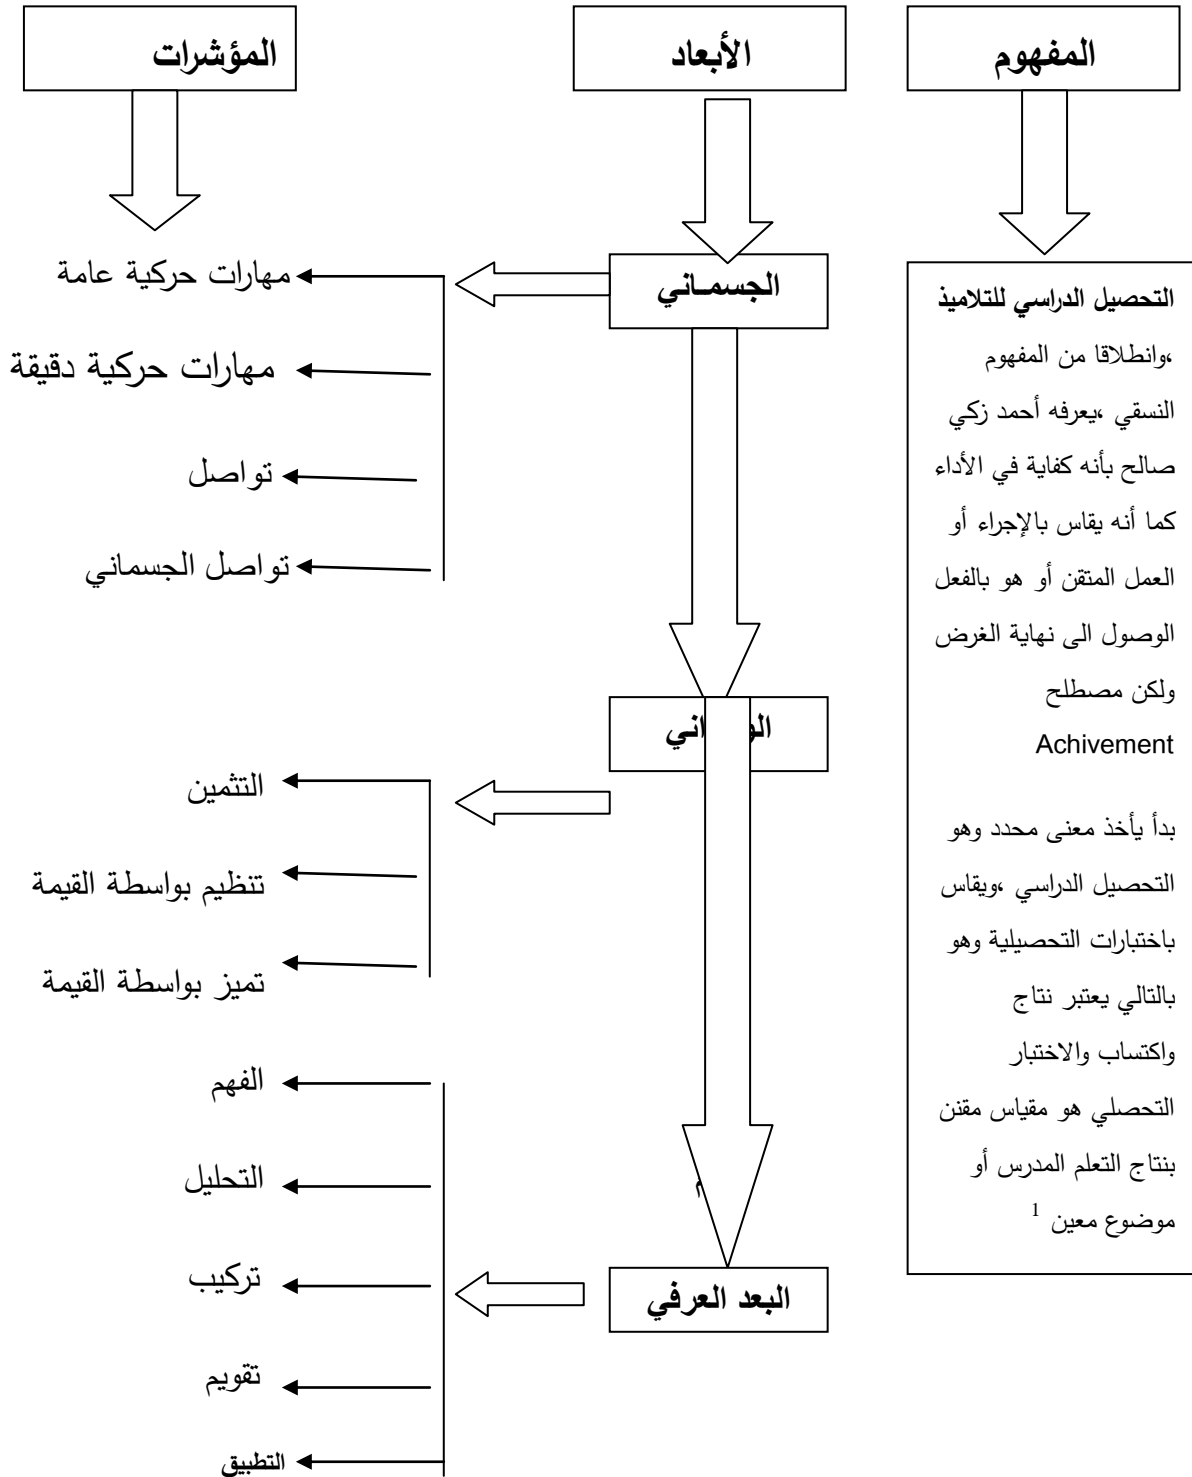 المفهوم
الأبعاد
المؤشرات
التحصيل الدراسي للتلاميذ
،وانطلاقا من المفهوم
النسقي ،يعرفه أحمد زكي
صالح بأنه كفاية في الأداء
كما أنه يقاس بالإجراء أو
العمل المتقن أو هو بالفعل
الوصول الى نهاية الغرض
ولكن مصطلح
Achivement
بدأ يأخذ معنى محدد وهو
التحصيل الدراسي ،ويقاس
باختبارات التحصيلية وهو
بالتالي يعتبر نتاج
واكتساب والاختبار
التحصلي هو مقياس مقنن
بنتاج التعلم المدرس أو
موضوع معين 1
الجسمـاني
مهارات حركية عامة
مهارات حركية دقيقة
تواصل
تواصل الجسماني
التثمين
تنظيم بواسطة القيمة
تميز بواسطة القيمة
البعد العرفي
الفهم
التحليل
تركيب
تقويم
التطبيق